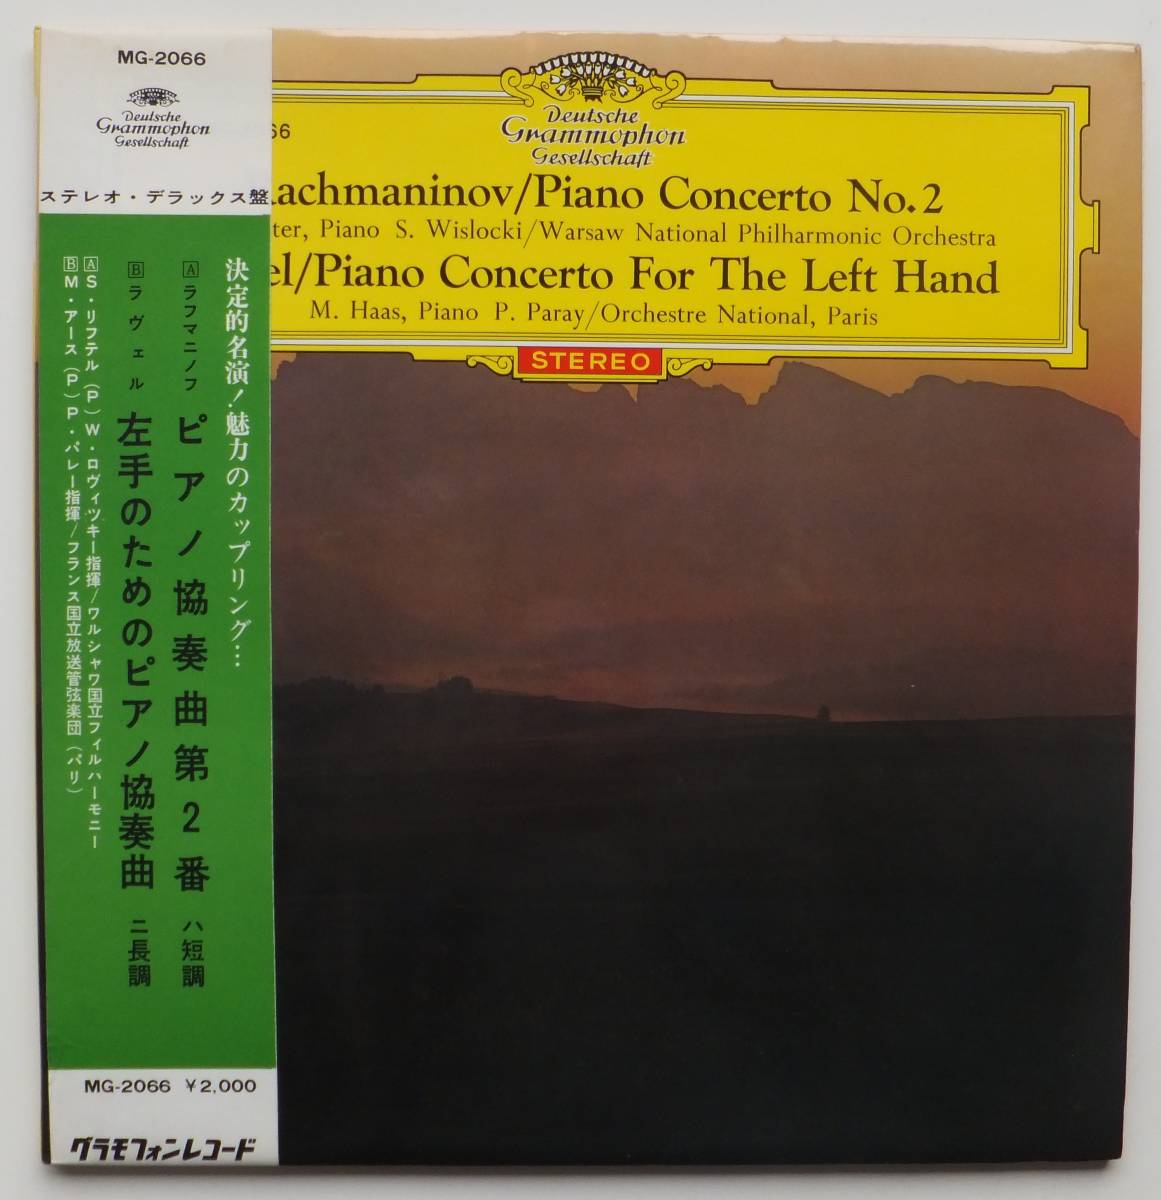 MG-2066
Deutsche
Grammophon
Gesellschaft
ステレオ・デラックス盤
決定的名演!魅力のカップリング…
A ラフマニノフ ピアノ協奏曲第2番 ハ短調
B ラヴェル 左手のためのピアノ協奏曲 ニ長調
A S・リフテル(P)W・ロヴィツキー指揮/ワルシャワ国立フィルハーモニー
B M・アース(P)P・パレー指揮/フランス国立放送管弦楽団(パリ)
MG-2066 ¥2,000
グラモフォンレコード
66
Deutsche
Grammophon
Gesellschaft
achmaninov/Piano Concerto No.2
ter, Piano S. Wislocki/Warsaw National Philharmonic Orchestra
el/Piano Concerto For The Left Hand
M. Haas, Piano P. Paray/Orchestre National, Paris
STEREO